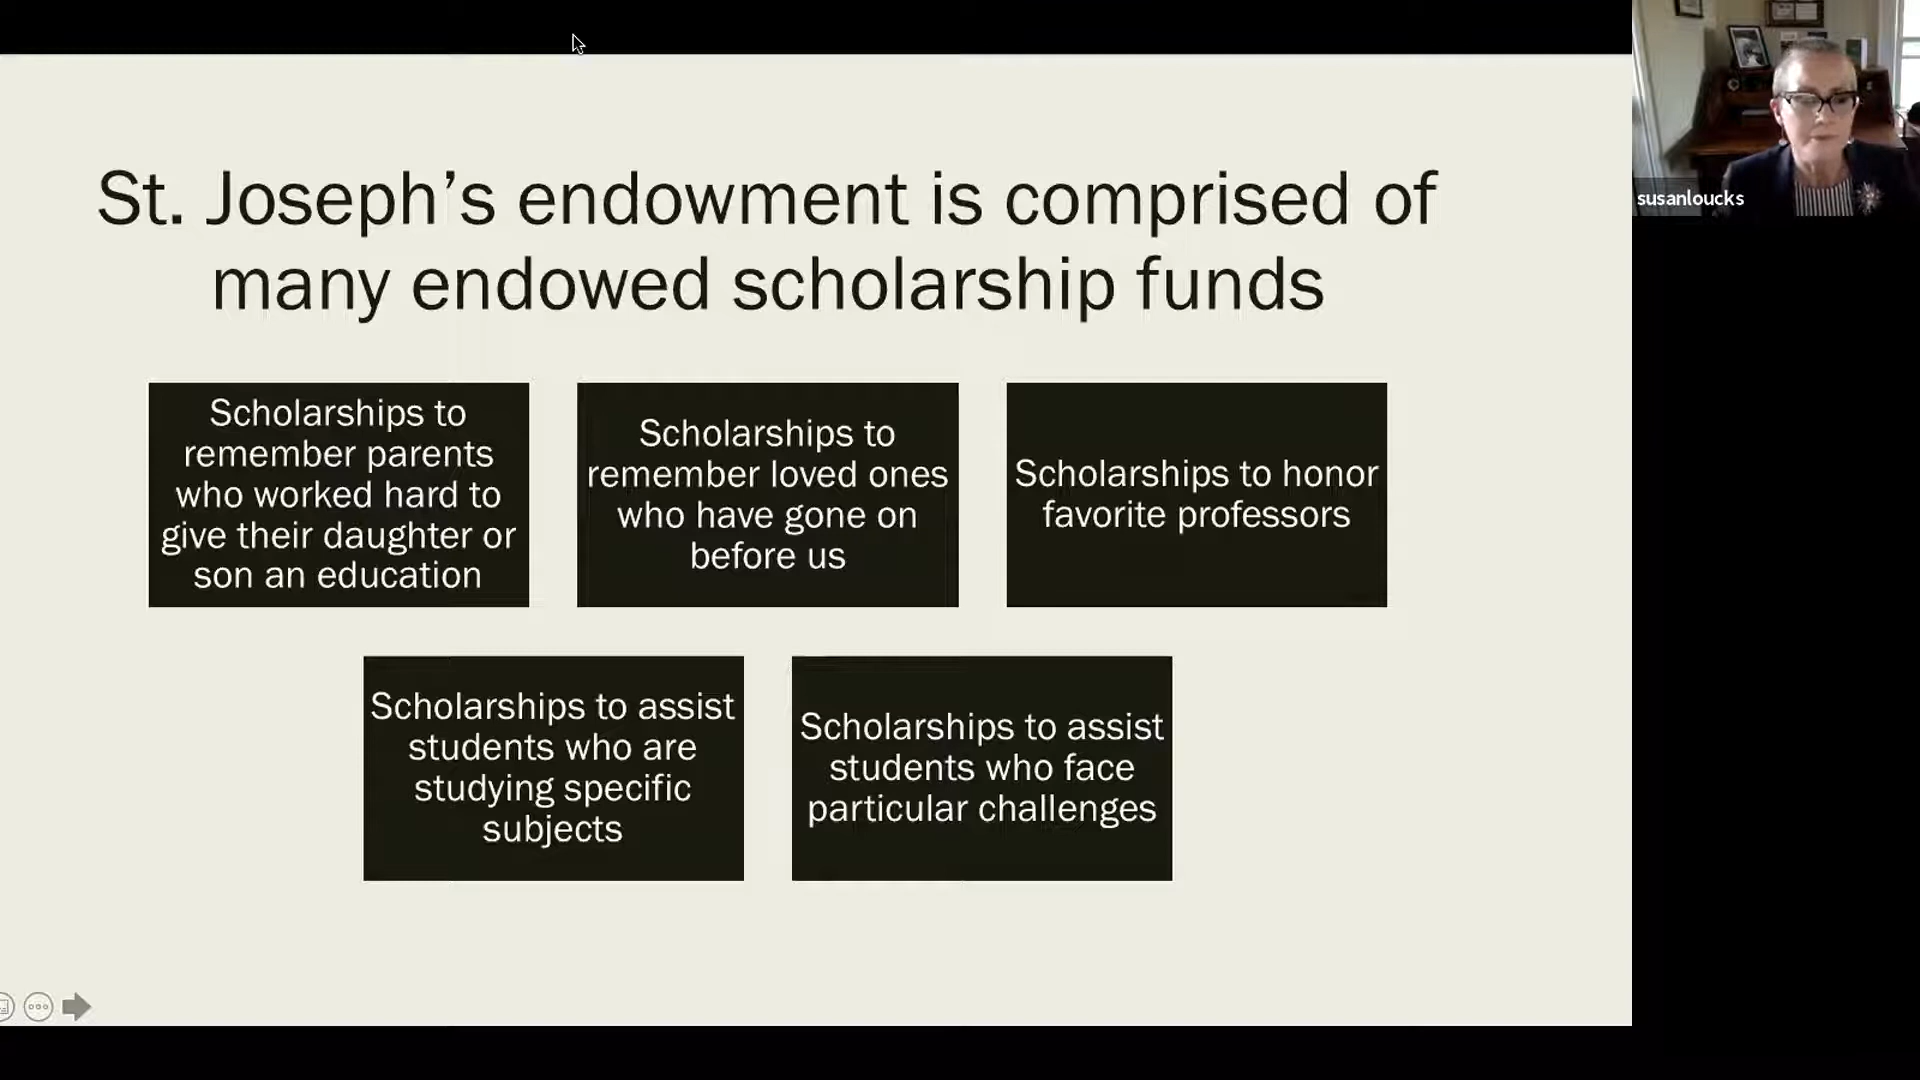 St. Joseph’s endowment is comprised of
many endowed scholarship funds
Scholarships to
remember parents
who worked hard to
give their daughter or
son an education
Scholarships to
remember loved ones
who have gone on
before us
Scholarships to honor
favorite professors
Scholarships to assist
students who are
studying specific
subjects
Scholarships to assist
students who face
particular challenges
susanloucks